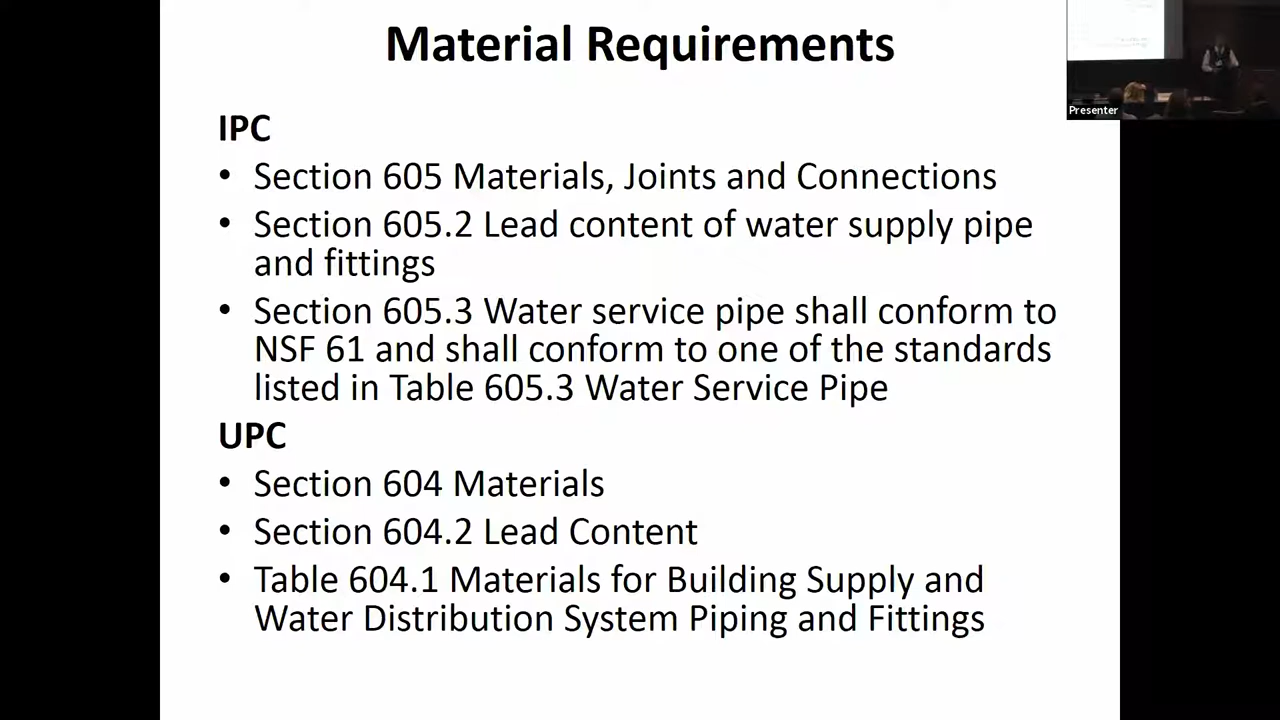 Material Requirements
Presenter
IPC
• Section 605 Materials, Joints and Connections
• Section 605.2 Lead content of water supply pipe
and fittings
• Section 605.3 Water service pipe shall conform to
NSF 61 and shall conform to one of the standards
listed in Table 605.3 Water Service Pipe
UPC
• Section 604 Materials
• Section 604.2 Lead Content
• Table 604.1 Materials for Building Supply and
Water Distribution System Piping and Fittings